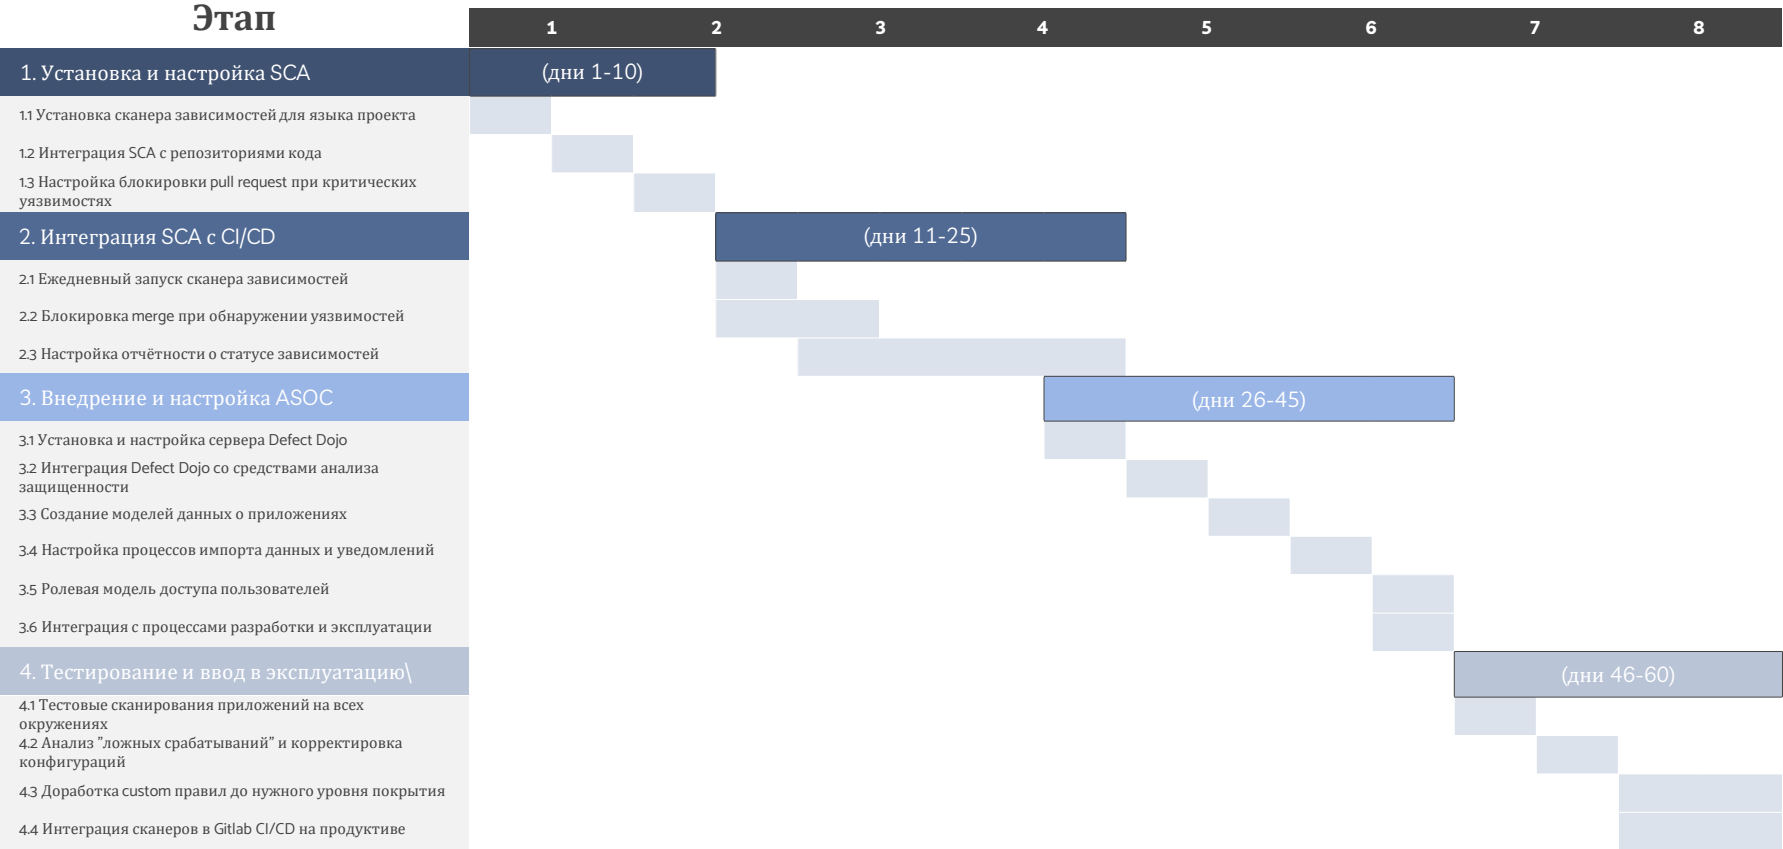 Этап
1 2 3 4 5 6 7 8
1. Установка и настройка SCA
(дни 1-10)
1.1 Установка сканера зависимостей для языка проекта
1.2 Интеграция SCA с репозиториями кода
1.3 Настройка блокировки pull request при критических
уязвимостях
2. Интеграция SCA с CI/CD
(дни 11-25)
2.1 Ежедневный запуск сканера зависимостей
2.2 Блокировка merge при обнаружении уязвимостей
2.3 Настройка отчётности о статусе зависимостей
3. Внедрение и настройка ASOC
(дни 26-45)
3.1 Установка и настройка сервера Defect Dojo
3.2 Интеграция Defect Dojo со средствами анализа
защищенности
3.3 Создание моделей данных о приложениях
3.4 Настройка процессов импорта данных и уведомлений
3.5 Ролевая модель доступа пользователей
3.6 Интеграция с процессами разработки и эксплуатации
4. Тестирование и ввод в эксплуатацию\
(дни 46-60)
4.1 Тестовые сканирования приложений на всех
окружениях
4.2 Анализ ”ложных срабатываний” и корректировка
конфигураций
4.3 Доработка custom правил до нужного уровня покрытия
4.4 Интеграция сканеров в Gitlab CI/CD на продуктиве